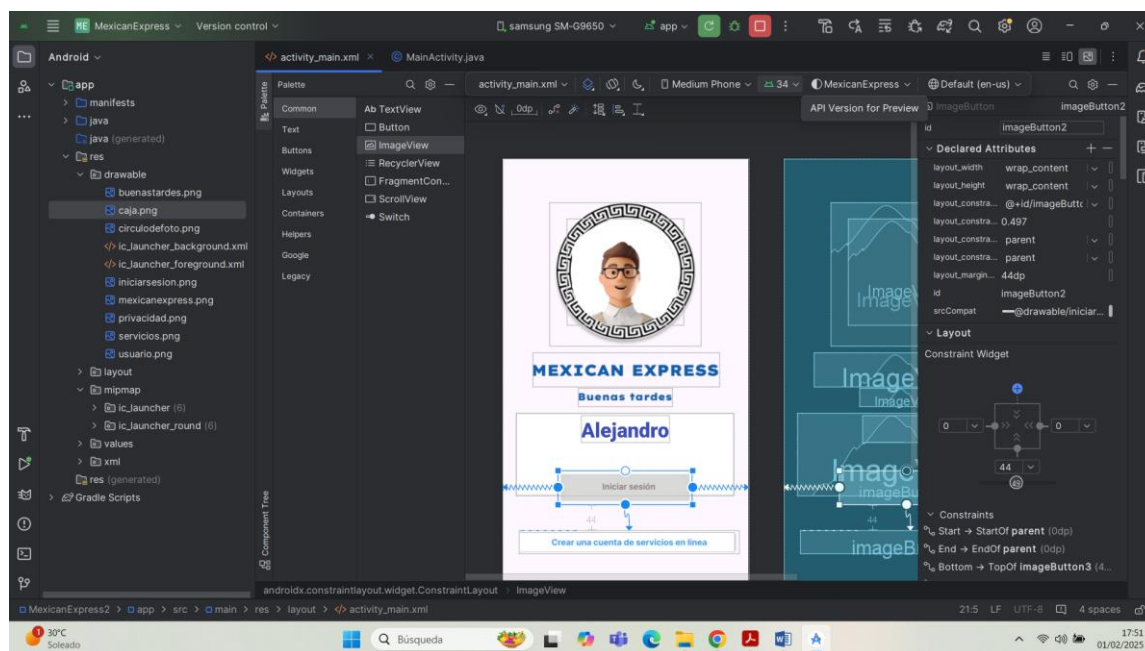 ME MexicanExpress Version control samsung SM-G9650 app
Android activity_main.xml MainActivity.java
Palette activity_main.xml Medium Phone 34 MexicanExpress Default (en-us)
API Version for Preview
Palette
Component Tree
app
manifests
java
java (generated)
res
drawable
buenastardes.png
caja.png
circulodefoto.png
ic_launcher_background.xml
ic_launcher_foreground.xml
iniciarsesion.png
mexicanexpress.png
privacidad.png
servicios.png
usuario.png
layout
mipmap
ic_launcher (6)
ic_launcher_round (6)
values
xml
res (generated)
Gradle Scripts
Common
Text
Buttons
Widgets
Layouts
Containers
Helpers
Google
Legacy
Ab TextView
Button
ImageView
RecyclerView
FragmentCon...
ScrollView
Switch
0dp
MEXICAN EXPRESS
Buenas tardes
Alejandro
Iniciar sesión
44
Crear una cuenta de servicios en línea
ImageV
ImageV
Image
ImageV
Imag
imageBu
44
imageB
ImageButton imageButton2
id imageButton2
Declared Attributes
layout_width wrap_content
layout_height wrap_content
layout_constra... @+id/imageButtc
layout_constra... 0.497
layout_constra... parent
layout_constra... parent
layout_margin... 44dp
id imageButton2
srcCompat @drawable/iniciar...
Layout
Constraint Widget
0 0
44
49
Constraints
Start → StartOf parent (0dp)
End → EndOf parent (0dp)
Bottom → TopOf imageButton3 (4...
androidx.constraintlayout.widget.ConstraintLayout ImageView
MexicanExpress2 > app > src > main > res > layout > activity_main.xml 21:5 LF UTF-8 4 spaces
1
30°C
Soleado
Búsqueda
17:51
01/02/2025